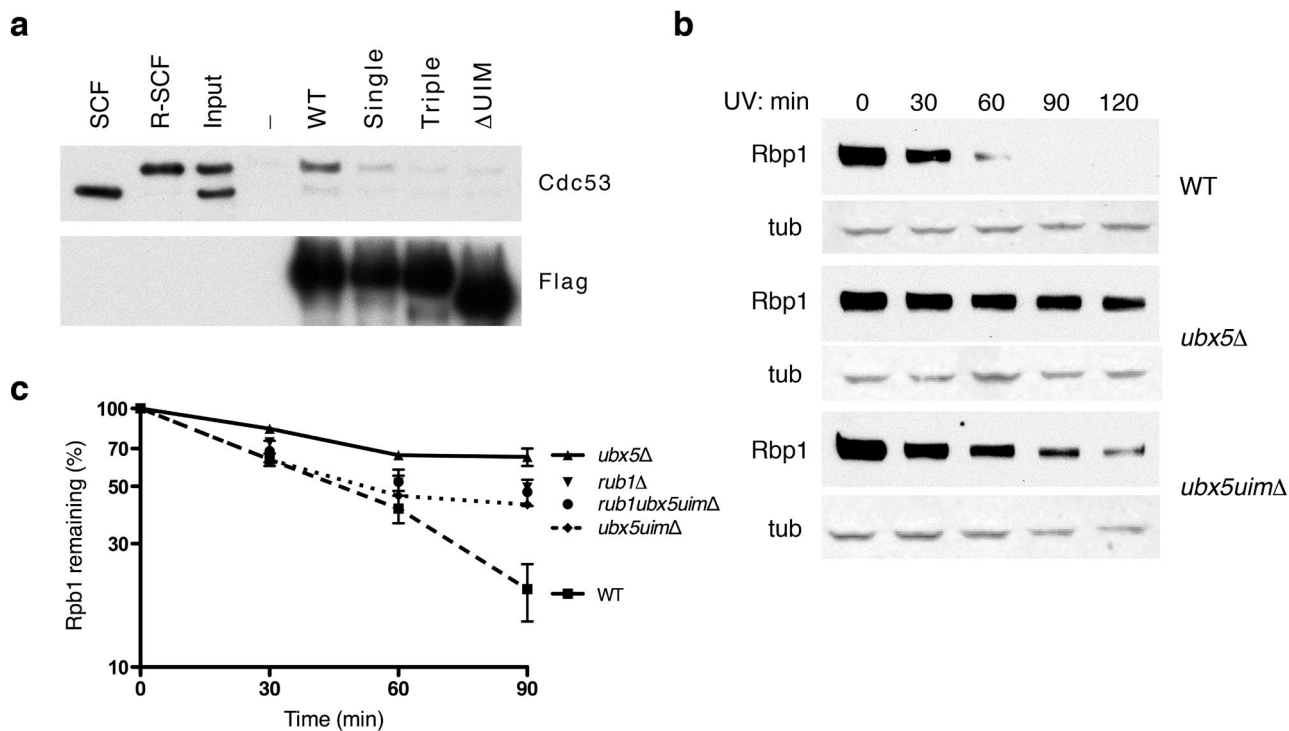 a
SCF R-SCF Input – WT Single Triple ΔUIM
Cdc53
Flag
b
UV: min 0 30 60 90 120
Rbp1
WT
tub
Rbp1
ubx5Δ
tub
Rbp1
ubx5uimΔ
tub
c
Rpb1 remaining (%)
100
70
50
30
10
0 30 60 90
Time (min)
ubx5Δ
rub1Δ
rub1ubx5uimΔ
ubx5uimΔ
WT